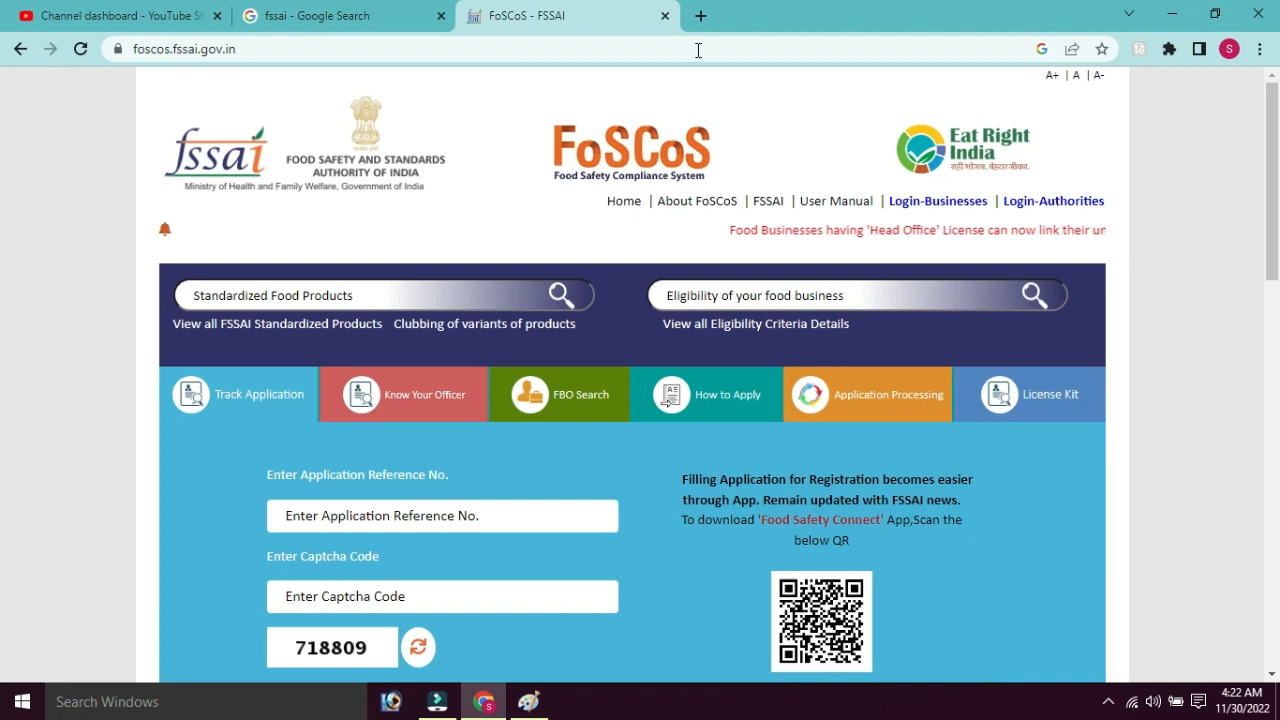 Channel dashboard - YouTube St
fssai - Google Search
FoSCoS - FSSAI
foscos.fssai.gov.in
S
A+ | A | A-
fssai
FOOD SAFETY AND STANDARDS
AUTHORITY OF INDIA
Ministry of Health and Family Welfare, Government of India
FoSCoS
Food Safety Compliance System
Eat Right
India
सही भोजन. बेहतर जीवन.
Home | About FoSCoS | FSSAI | User Manual | Login-Businesses | Login-Authorities
Food Businesses having 'Head Office' License can now link their un
Standardized Food Products
Eligibility of your food business
View all FSSAI Standardized Products
Clubbing of variants of products
View all Eligibility Criteria Details
Track Application
Know Your Officer
FBO Search
How to Apply
Application Processing
License Kit
Enter Application Reference No.
Enter Application Reference No.
Enter Captcha Code
Enter Captcha Code
718809
Filling Application for Registration becomes easier
through App. Remain updated with FSSAI news.
To download 'Food Safety Connect' App,Scan the
below QR
Search Windows
S
4:22 AM
11/30/2022